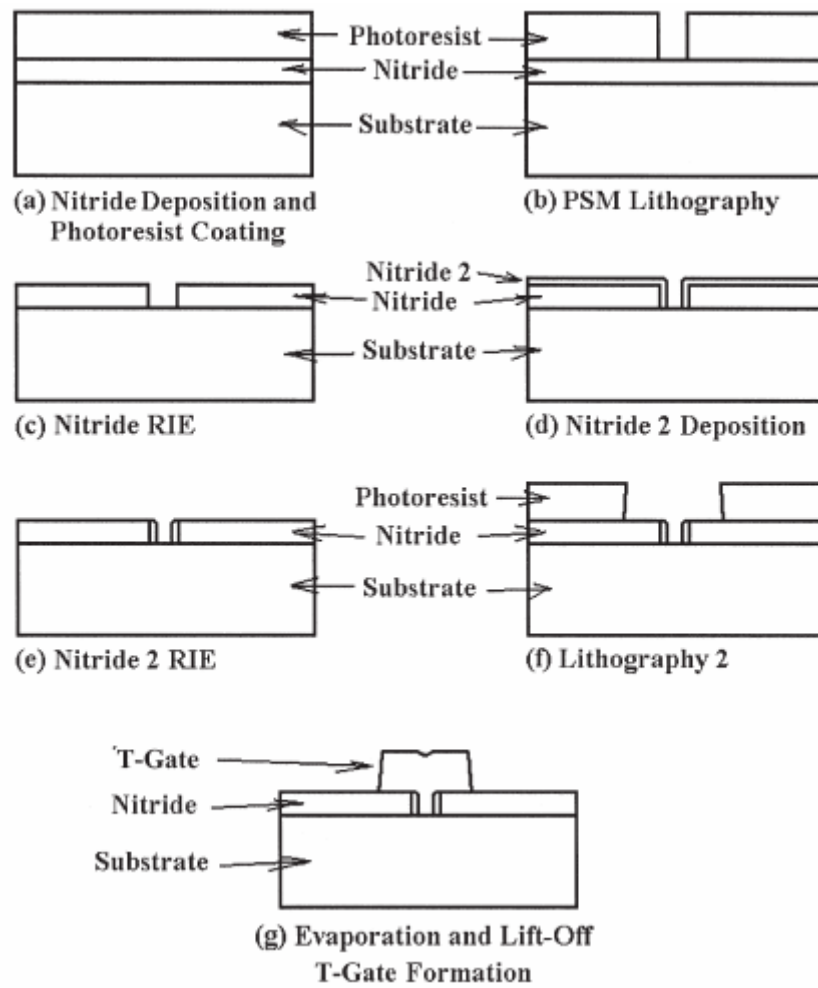 Photoresist
Nitride
Substrate
(a) Nitride Deposition and
Photoresist Coating
(b) PSM Lithography
Nitride 2
Nitride
Substrate
(c) Nitride RIE
(d) Nitride 2 Deposition
Photoresist
Nitride
Substrate
(e) Nitride 2 RIE
(f) Lithography 2
T-Gate
Nitride
Substrate
(g) Evaporation and Lift-Off
T-Gate Formation